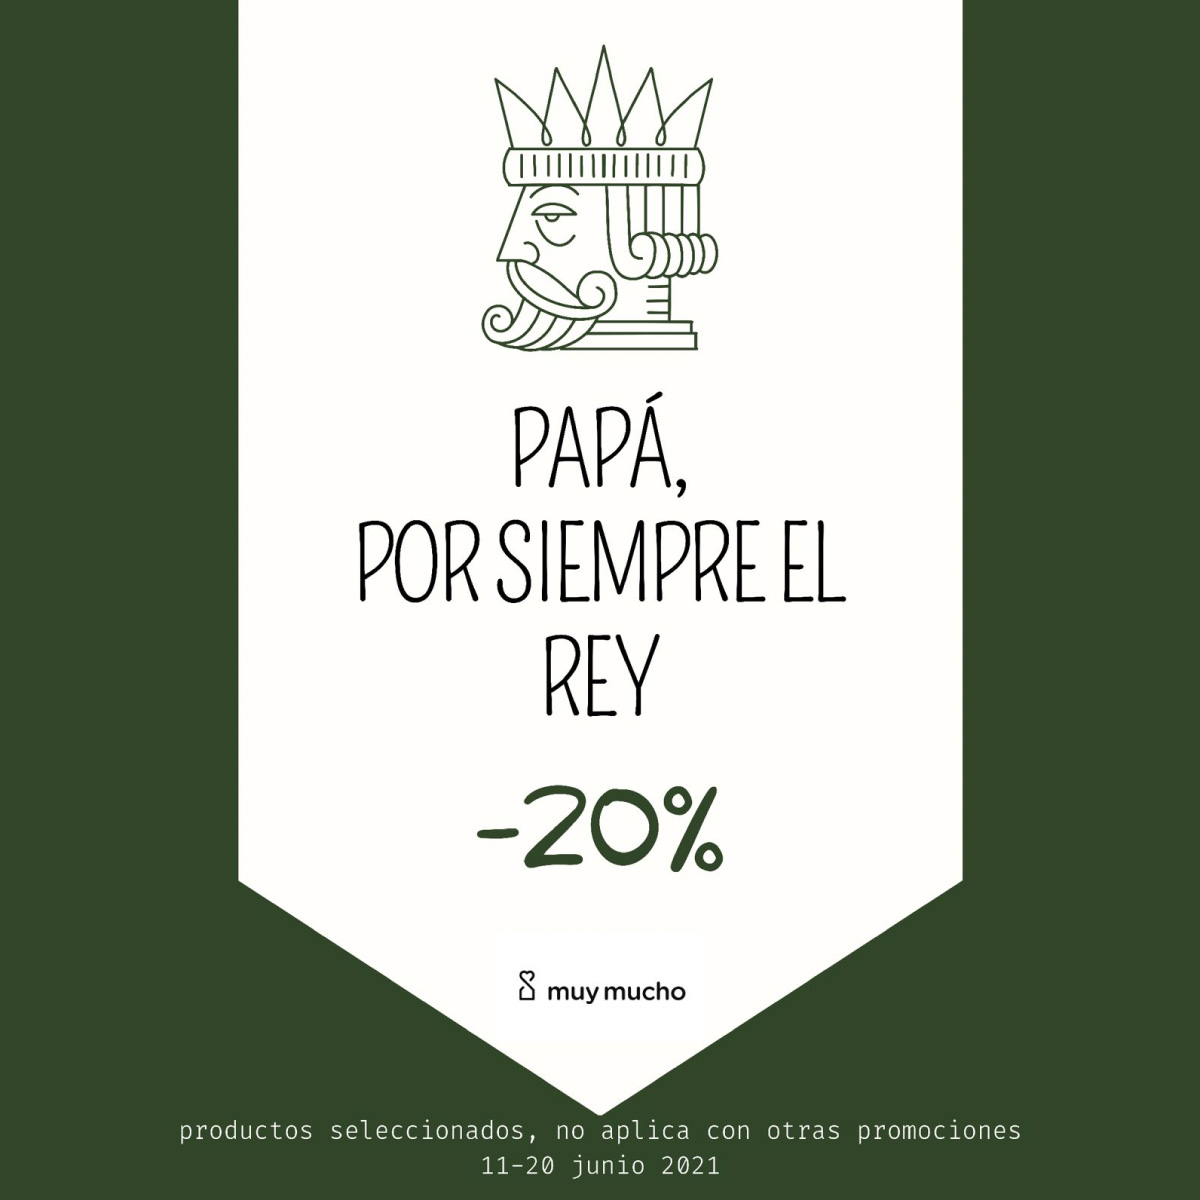 PAPÁ,
POR SIEMPRE EL
REY
-20%
muy mucho
productos seleccionados, no aplica con otras promociones
11-20 junio 2021